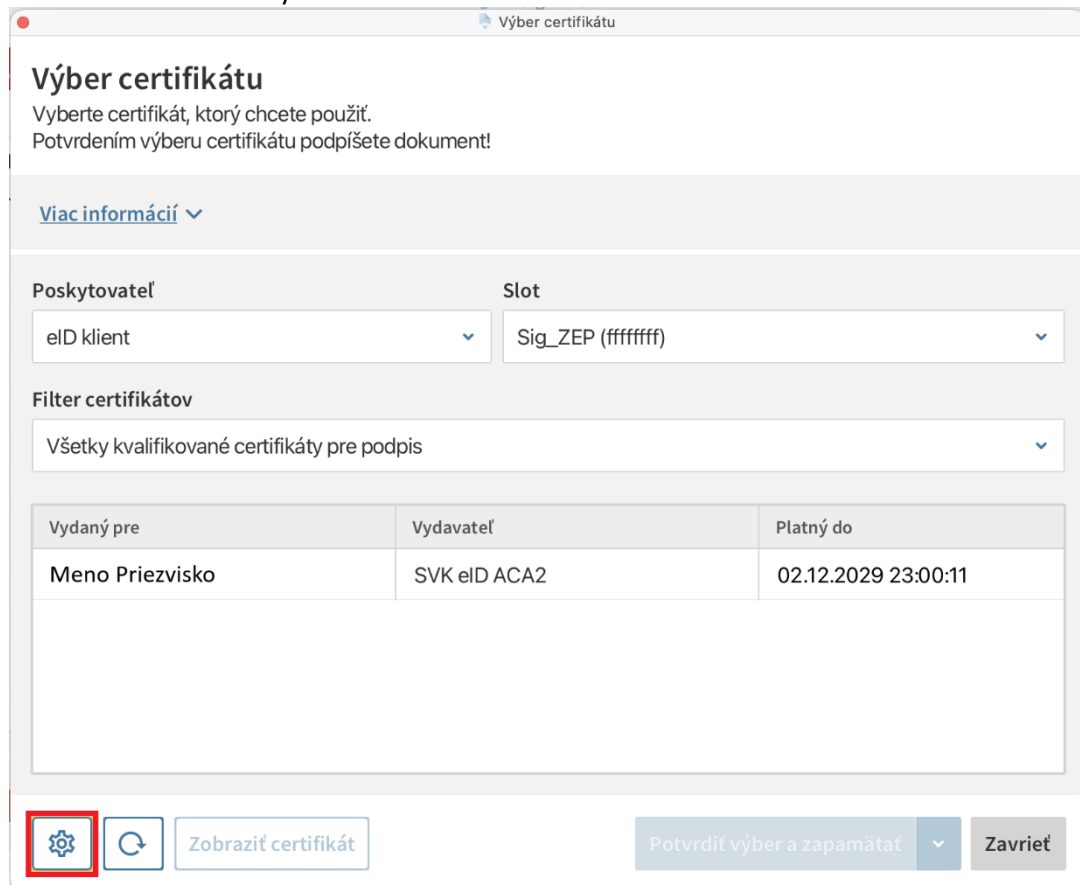 Výber certifikátu
Výber certifikátu
Vyberte certifikát, ktorý chcete použiť.
Potvrdením výberu certifikátu podpíšete dokument!
Viac informácií
Poskytovateľ Slot
eID klient Sig_ZEP (ffffffff)
Filter certifikátov
Všetky kvalifikované certifikáty pre podpis
Vydaný pre Vydavateľ Platný do
Meno Priezvisko SVK eID ACA2 02.12.2029 23:00:11
Zobraziť certifikát Potvrdiť výber a zapamätať Zavrieť